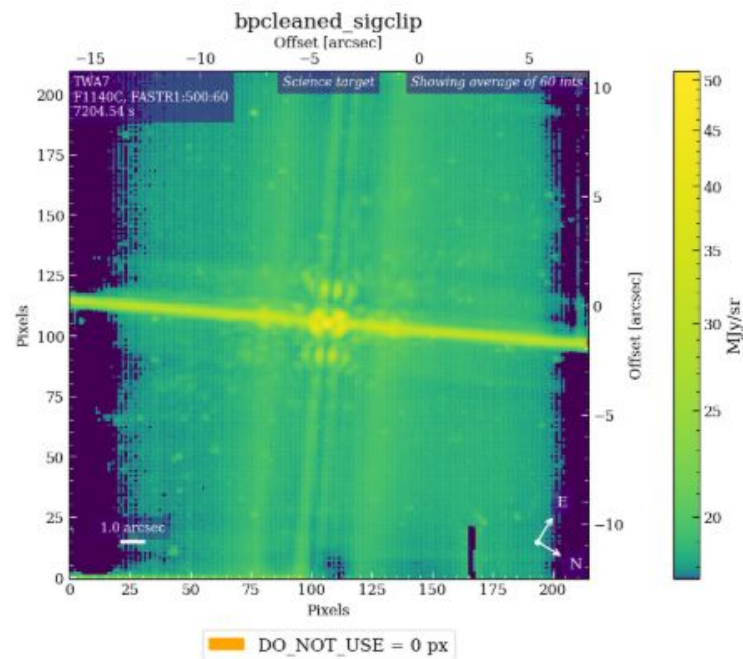 bpcleaned_sigclip
Offset [arcsec]
−15 −10 −5 0 5
TWA7
F1140C, FASTR1:500:60
7204.54 s
Science target
Showing average of 60 ints
200
175
150
125
100
75
50
25
0
Pixels
10
5
0
−5
−10
Offset [arcsec]
50
45
40
35
30
25
20
MJy/sr
1.0 arcsec
E
N
0 25 50 75 100 125 150 175 200
Pixels
DO_NOT_USE = 0 px